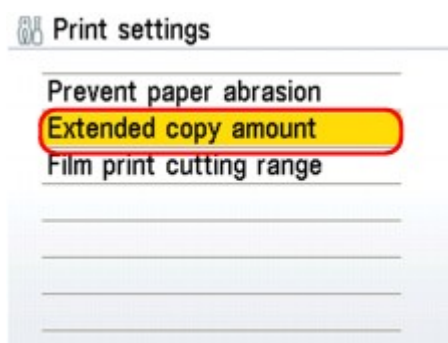 Print settings
Prevent paper abrasion
Extended copy amount
Film print cutting range